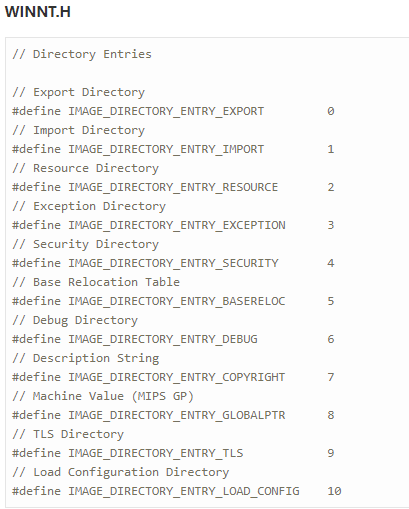 WINNT.H
// Directory Entries
// Export Directory
#define IMAGE_DIRECTORY_ENTRY_EXPORT         0
// Import Directory
#define IMAGE_DIRECTORY_ENTRY_IMPORT         1
// Resource Directory
#define IMAGE_DIRECTORY_ENTRY_RESOURCE       2
// Exception Directory
#define IMAGE_DIRECTORY_ENTRY_EXCEPTION      3
// Security Directory
#define IMAGE_DIRECTORY_ENTRY_SECURITY       4
// Base Relocation Table
#define IMAGE_DIRECTORY_ENTRY_BASERELOC      5
// Debug Directory
#define IMAGE_DIRECTORY_ENTRY_DEBUG          6
// Description String
#define IMAGE_DIRECTORY_ENTRY_COPYRIGHT      7
// Machine Value (MIPS GP)
#define IMAGE_DIRECTORY_ENTRY_GLOBALPTR      8
// TLS Directory
#define IMAGE_DIRECTORY_ENTRY_TLS            9
// Load Configuration Directory
#define IMAGE_DIRECTORY_ENTRY_LOAD_CONFIG    10